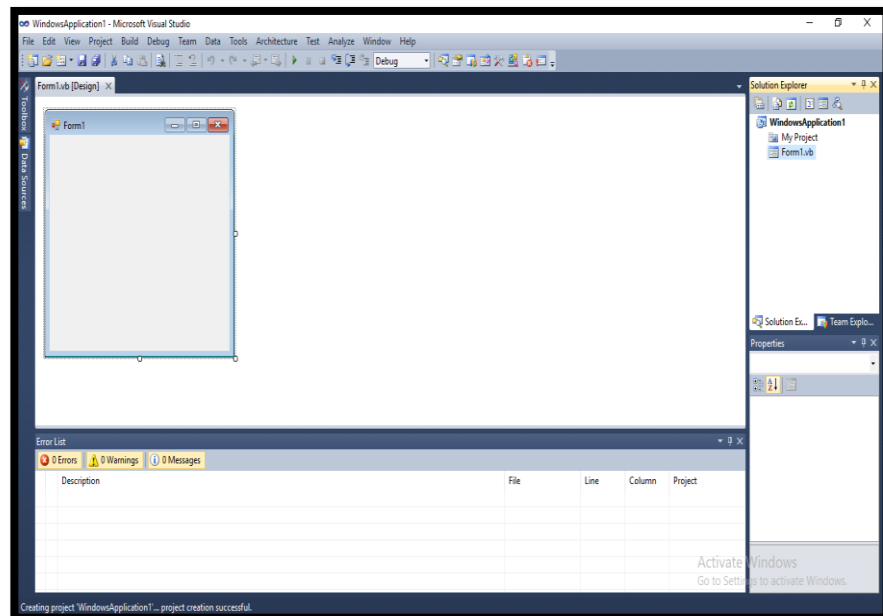 WindowsApplication1 - Microsoft Visual Studio
File Edit View Project Build Debug Team Data Tools Architecture Test Analyze Window Help
Debug
Form1.vb [Design]
Toolbox
Data Sources
Form1
Solution Explorer
WindowsApplication1
My Project
Form1.vb
Solution Ex... Team Explo...
Properties
Error List
0 Errors 0 Warnings 0 Messages
Description File Line Column Project
Activate Windows
Go to Settings to activate Windows.
Creating project 'WindowsApplication1'... project creation successful.